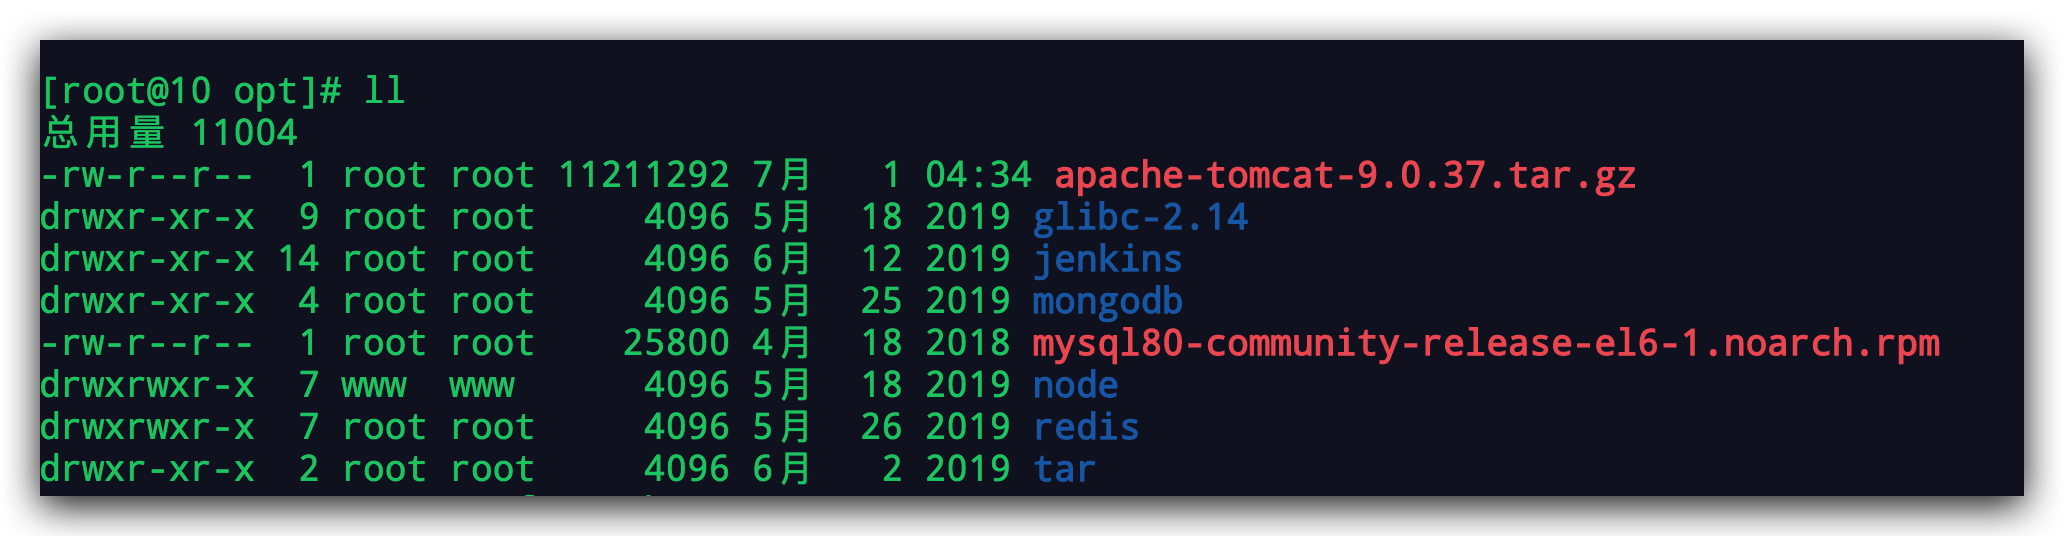 [root@10 opt]# ll
总用量 11004
-rw-r--r--  1 root root 11211292 7月   1 04:34 apache-tomcat-9.0.37.tar.gz
drwxr-xr-x  9 root root     4096 5月  18 2019 glibc-2.14
drwxr-xr-x 14 root root     4096 6月  12 2019 jenkins
drwxr-xr-x  4 root root     4096 5月  25 2019 mongodb
-rw-r--r--  1 root root    25800 4月  18 2018 mysql80-community-release-el6-1.noarch.rpm
drwxrwxr-x  7 www  www      4096 5月  18 2019 node
drwxrwxr-x  7 root root     4096 5月  26 2019 redis
drwxr-xr-x  2 root root     4096 6月   2 2019 tar